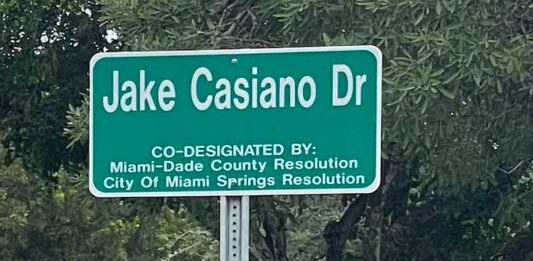 Jake Casiano Dr
CO-DESIGNATED BY:
Miami-Dade County Resolution
City Of Miami Springs Resolution